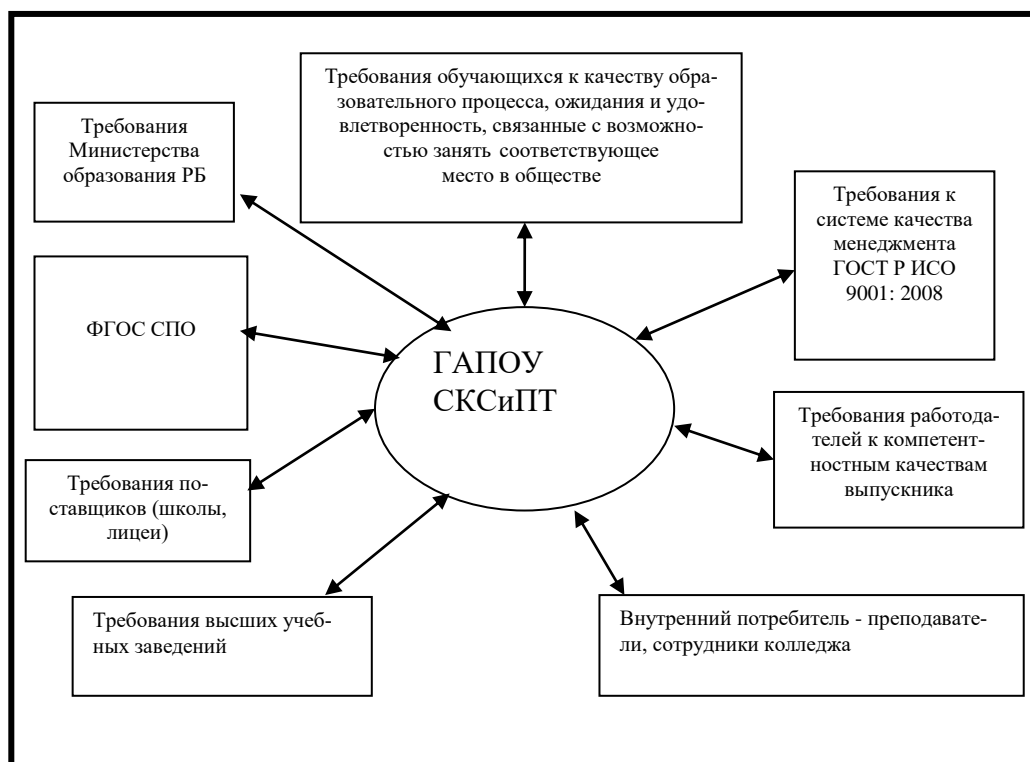 Требования обучающихся к качеству обра-
зовательного процесса, ожидания и удо-
влетворенность, связанные с возможно-
стью занять соответствующее
место в обществе
Требования
Министерства
образования РБ
Требования к
системе качества
менеджмента
ГОСТ Р ИСО
9001: 2008
ФГОС СПО
ГАПОУ
СКСиПТ
Требования работода-
телей к компетент-
ностным качествам
выпускника
Требования по-
ставщиков (школы,
лицеи)
Требования высших учеб-
ных заведений
Внутренний потребитель - преподавате-
ли, сотрудники колледжа